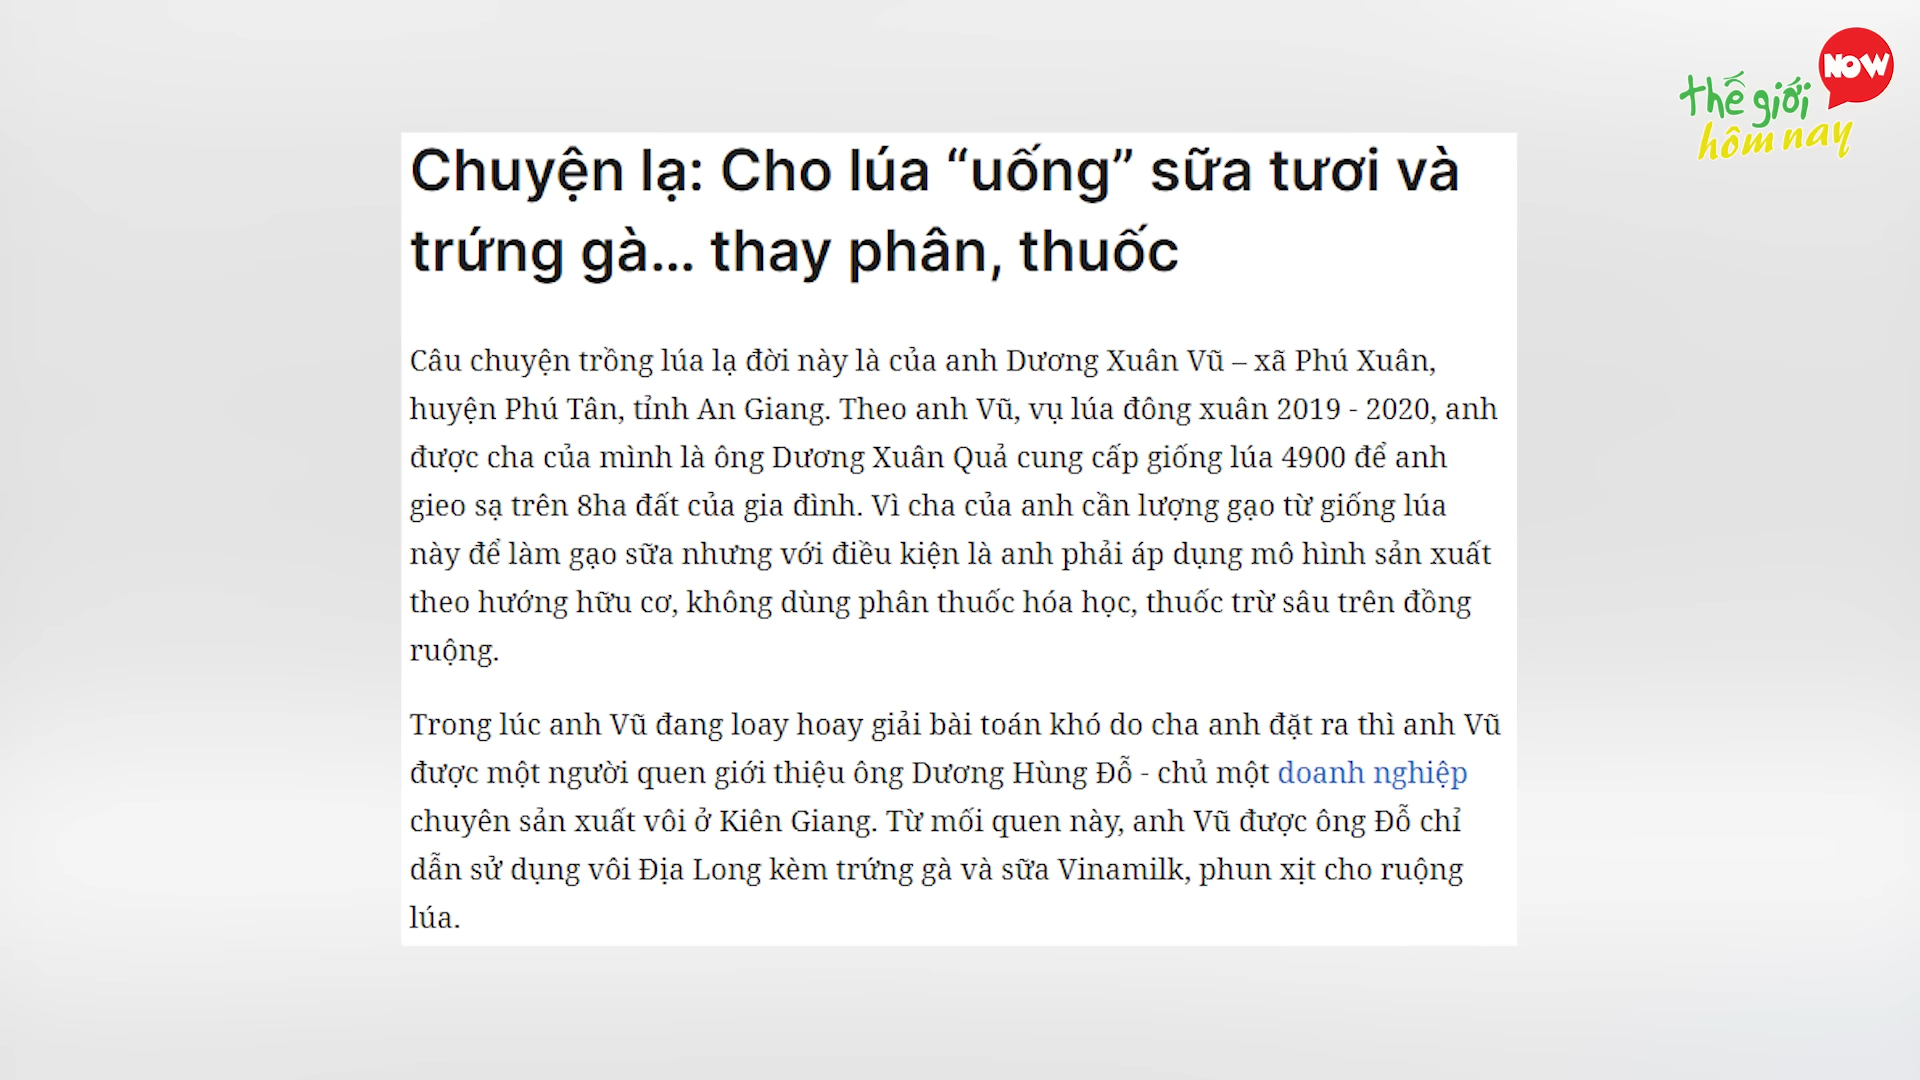 NOW
thế giới
hôm nay
Chuyện lạ: Cho lúa “uống” sữa tươi và
trứng gà... thay phân, thuốc
Câu chuyện trồng lúa lạ đời này là của anh Dương Xuân Vũ – xã Phú Xuân,
huyện Phú Tân, tỉnh An Giang. Theo anh Vũ, vụ lúa đông xuân 2019 - 2020, anh
được cha của mình là ông Dương Xuân Quả cung cấp giống lúa 4900 để anh
gieo sạ trên 8ha đất của gia đình. Vì cha của anh cần lượng gạo từ giống lúa
này để làm gạo sữa nhưng với điều kiện là anh phải áp dụng mô hình sản xuất
theo hướng hữu cơ, không dùng phân thuốc hóa học, thuốc trừ sâu trên đồng
ruộng.
Trong lúc anh Vũ đang loay hoay giải bài toán khó do cha anh đặt ra thì anh Vũ
được một người quen giới thiệu ông Dương Hùng Đỗ - chủ một doanh nghiệp
chuyên sản xuất vôi ở Kiên Giang. Từ mối quen này, anh Vũ được ông Đỗ chỉ
dẫn sử dụng vôi Địa Long kèm trứng gà và sữa Vinamilk, phun xịt cho ruộng
lúa.